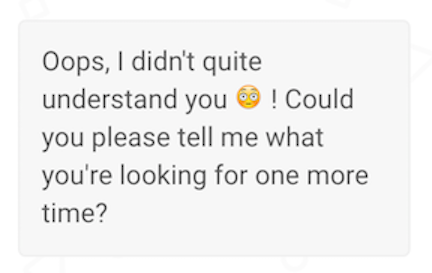 Oops, I didn't quite
understand you 😳 ! Could
you please tell me what
you're looking for one more
time?